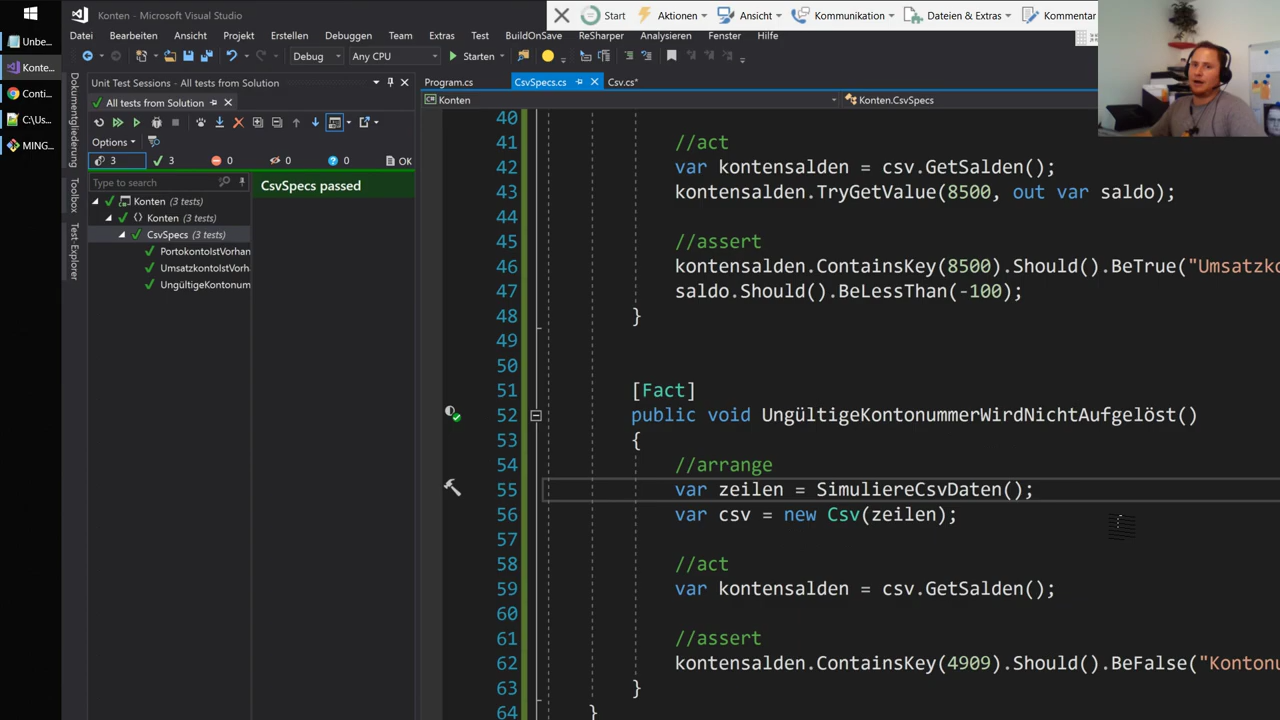 Konten - Microsoft Visual Studio
Start Aktionen Ansicht Kommunikation Dateien & Extras Kommentar
Datei Bearbeiten Ansicht Projekt Erstellen Debuggen Team Extras Test BuildOnSave ReSharper Analysieren Fenster Hilfe
Debug Any CPU Starten
Unbe
Konte...
Conti...
C:\Us...
MING...
Dokumentgliederung
Toolbox
Test-Explorer
Unit Test Sessions - All tests from Solution
All tests from Solution
Options
3 3 0 0 0 OK
Type to search
CsvSpecs passed
Konten (3 tests)
Konten (3 tests)
CsvSpecs (3 tests)
PortokontoIstVorhan
UmsatzkontoIstVorh
UngültigeKontonum
Program.cs CsvSpecs.cs Csv.cs*
Konten Konten.CsvSpecs
40
41 //act
42 var kontensalden = csv.GetSalden();
43 kontensalden.TryGetValue(8500, out var saldo);
44
45 //assert
46 kontensalden.ContainsKey(8500).Should().BeTrue("Umsatzko
47 saldo.Should().BeLessThan(-100);
48 }
49
50
51 [Fact]
52 public void UngültigeKontonummerWirdNichtAufgelöst()
53 {
54 //arrange
55 var zeilen = SimuliereCsvDaten();
56 var csv = new Csv(zeilen);
57
58 //act
59 var kontensalden = csv.GetSalden();
60
61 //assert
62 kontensalden.ContainsKey(4909).Should().BeFalse("Kontonu
63 }
64 }